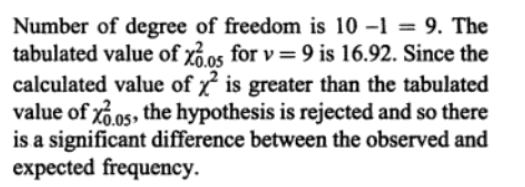 Number of degree of freedom is 10 –1 = 9. The
tabulated value of χ²₀.₀₅ for ν = 9 is 16.92. Since the
calculated value of χ² is greater than the tabulated
value of χ²₀.₀₅, the hypothesis is rejected and so there
is a significant difference between the observed and
expected frequency.